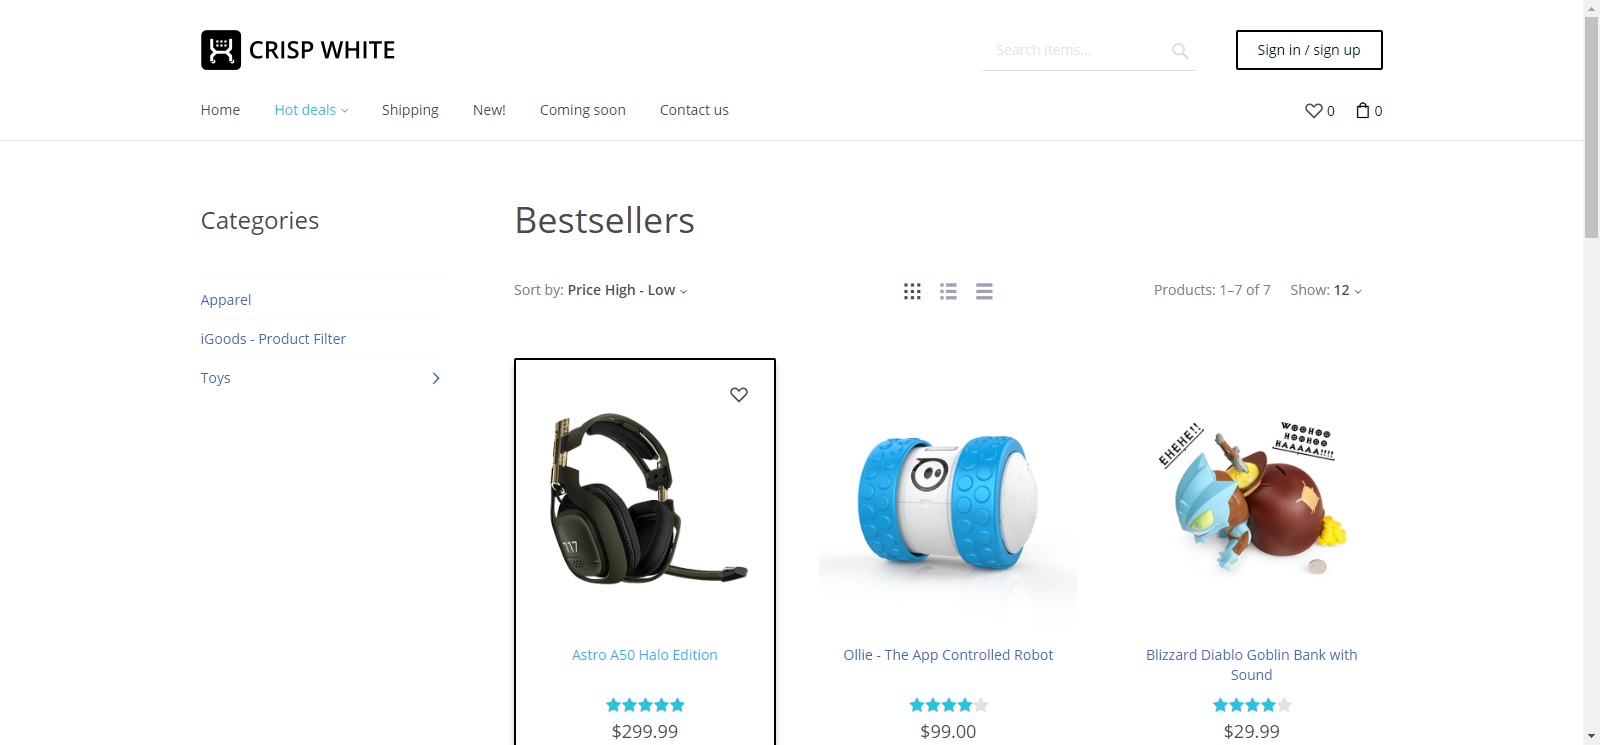 CRISP WHITE
Search items...
Sign in / sign up
Home
Hot deals
Shipping
New!
Coming soon
Contact us
0
0
Categories
Bestsellers
Apparel
iGoods - Product Filter
Toys
Sort by: Price High - Low
Products: 1–7 of 7
Show: 12
117
EHEHE!!
WOOHOO
HOOHOO
HAAAAA!!!!
Astro A50 Halo Edition
$299.99
Ollie - The App Controlled Robot
$99.00
Blizzard Diablo Goblin Bank with
Sound
$29.99